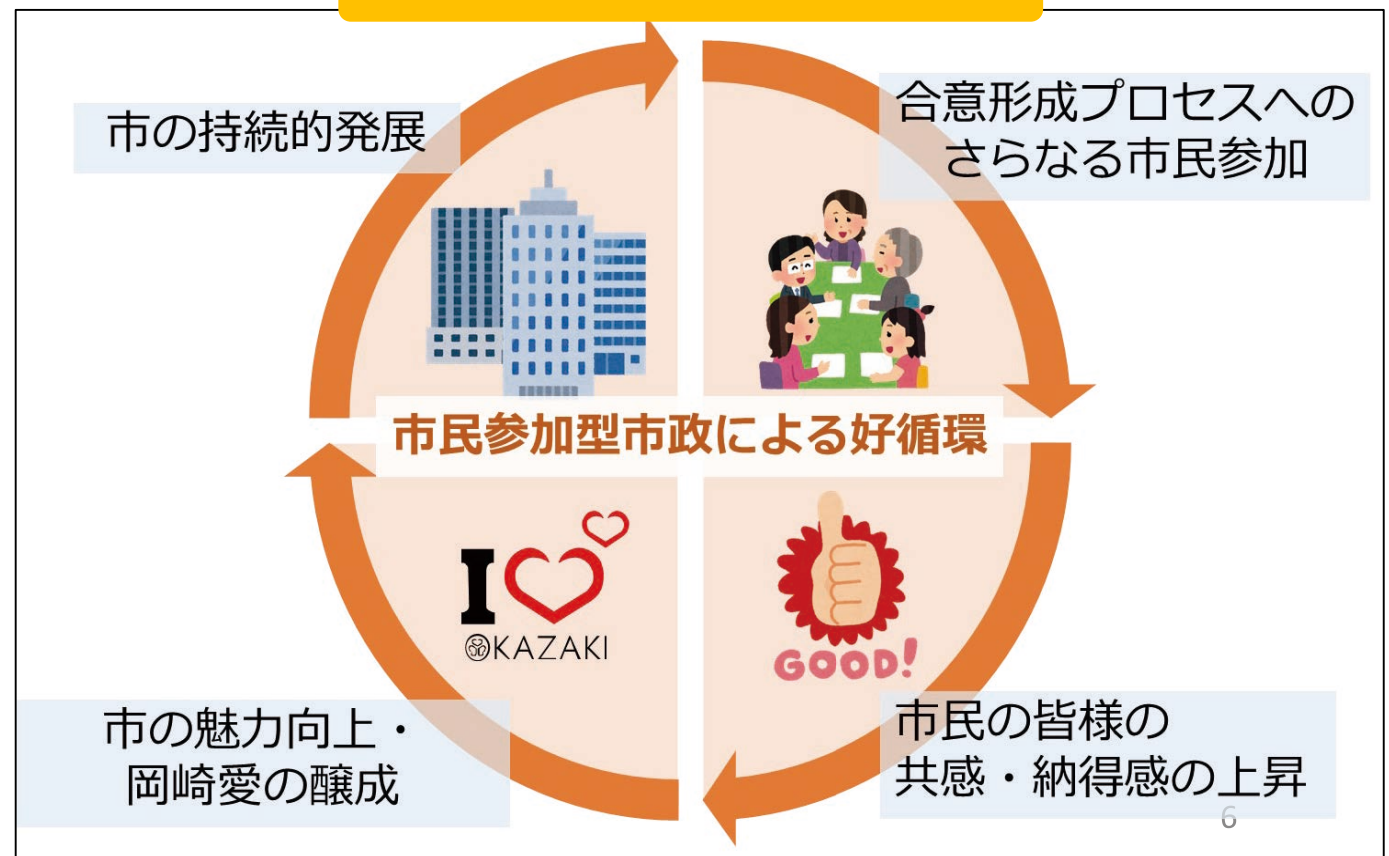 市の持続的発展
合意形成プロセスへの
さらなる市民参加
市民参加型市政による好循環
I
OKAZAKI
GOOD!
市の魅力向上・
岡崎愛の醸成
市民の皆様の
共感・納得感の上昇
6